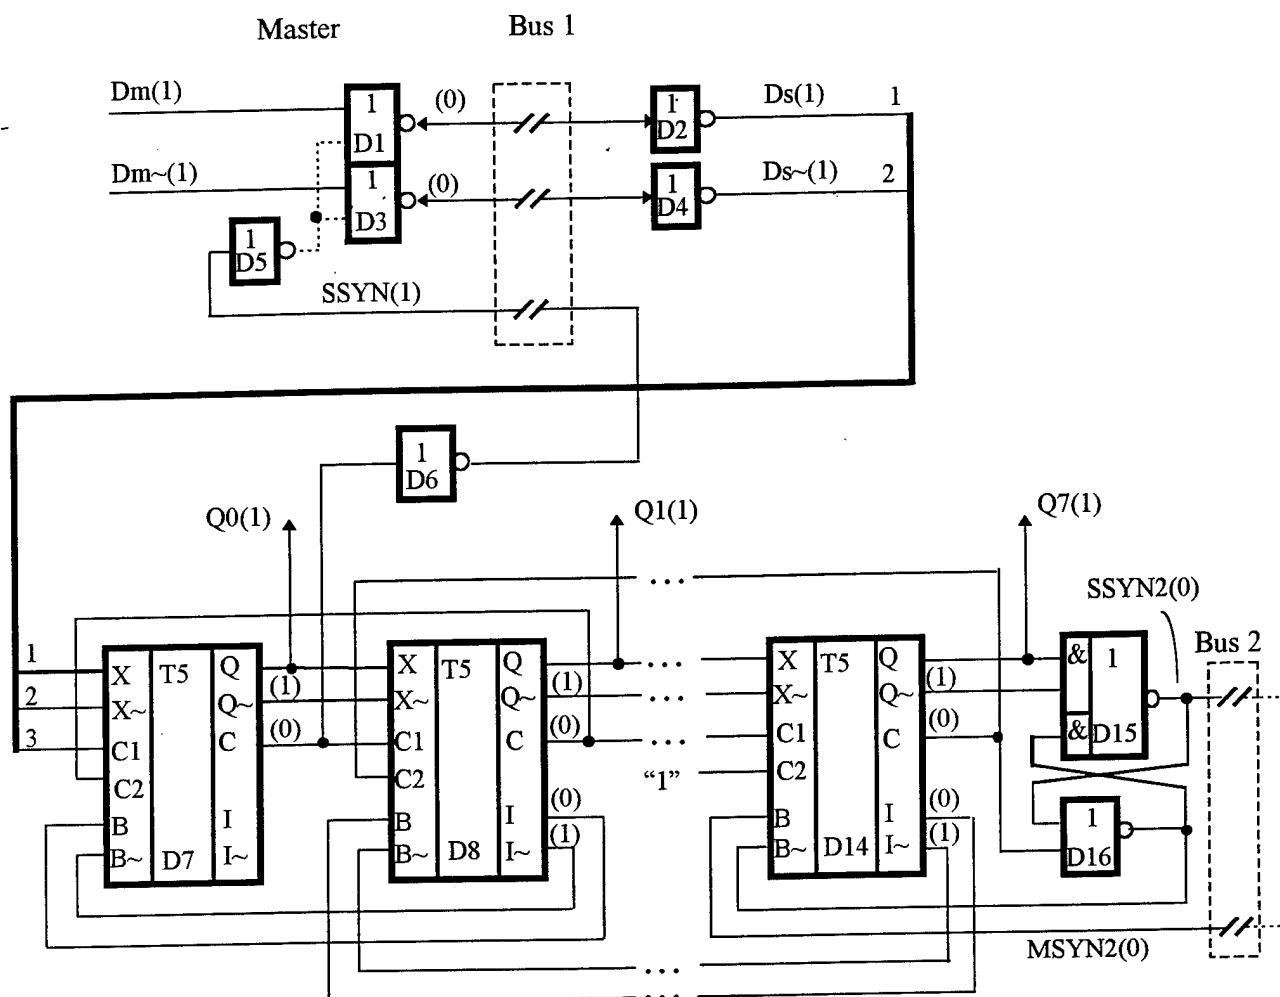 Master
Bus 1
Dm(1)
1
D1
(0)
1
D2
Ds(1)
1
Dm~(1)
1
D3
(0)
1
D4
Ds~(1)
2
1
D5
SSYN(1)
1
D6
Q0(1)
Q1(1)
Q7(1)
...
SSYN2(0)
Bus 2
1
2
3
X
X~
C1
C2
B
B~
T5
D7
Q
Q~
C
I
I~
(1)
(0)
X
X~
C1
C2
B
B~
T5
D8
Q
Q~
C
I
I~
(1)
(0)
(0)
(1)
...
...
...
“1”
X
X~
C1
C2
B
B~
T5
D14
Q
Q~
C
I
I~
(1)
(0)
(0)
(1)
&
&
1
D15
1
D16
MSYN2(0)
...
...